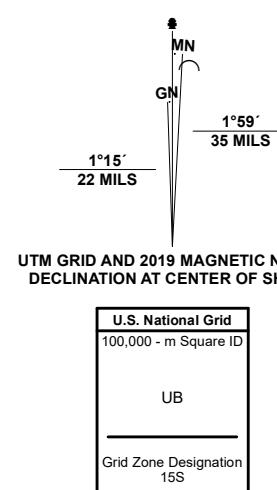 MN
GN
1°59´
35 MILS
1°15´
22 MILS
UTM GRID AND 2019 MAGNETIC N
DECLINATION AT CENTER OF SH
U.S. National Grid
100,000 - m Square ID
UB
Grid Zone Designation
15S